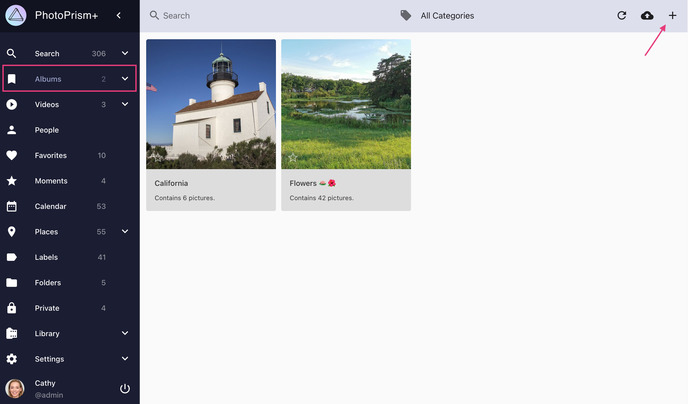 PhotoPrism+
Search
All Categories
Search 306
Albums 2
Videos 3
People
Favorites 10
Moments 4
Calendar 53
Places 55
Labels 41
Folders 5
Private 4
Library
Settings
Cathy
@admin
California
Contains 6 pictures.
Flowers 🌷🌺
Contains 42 pictures.